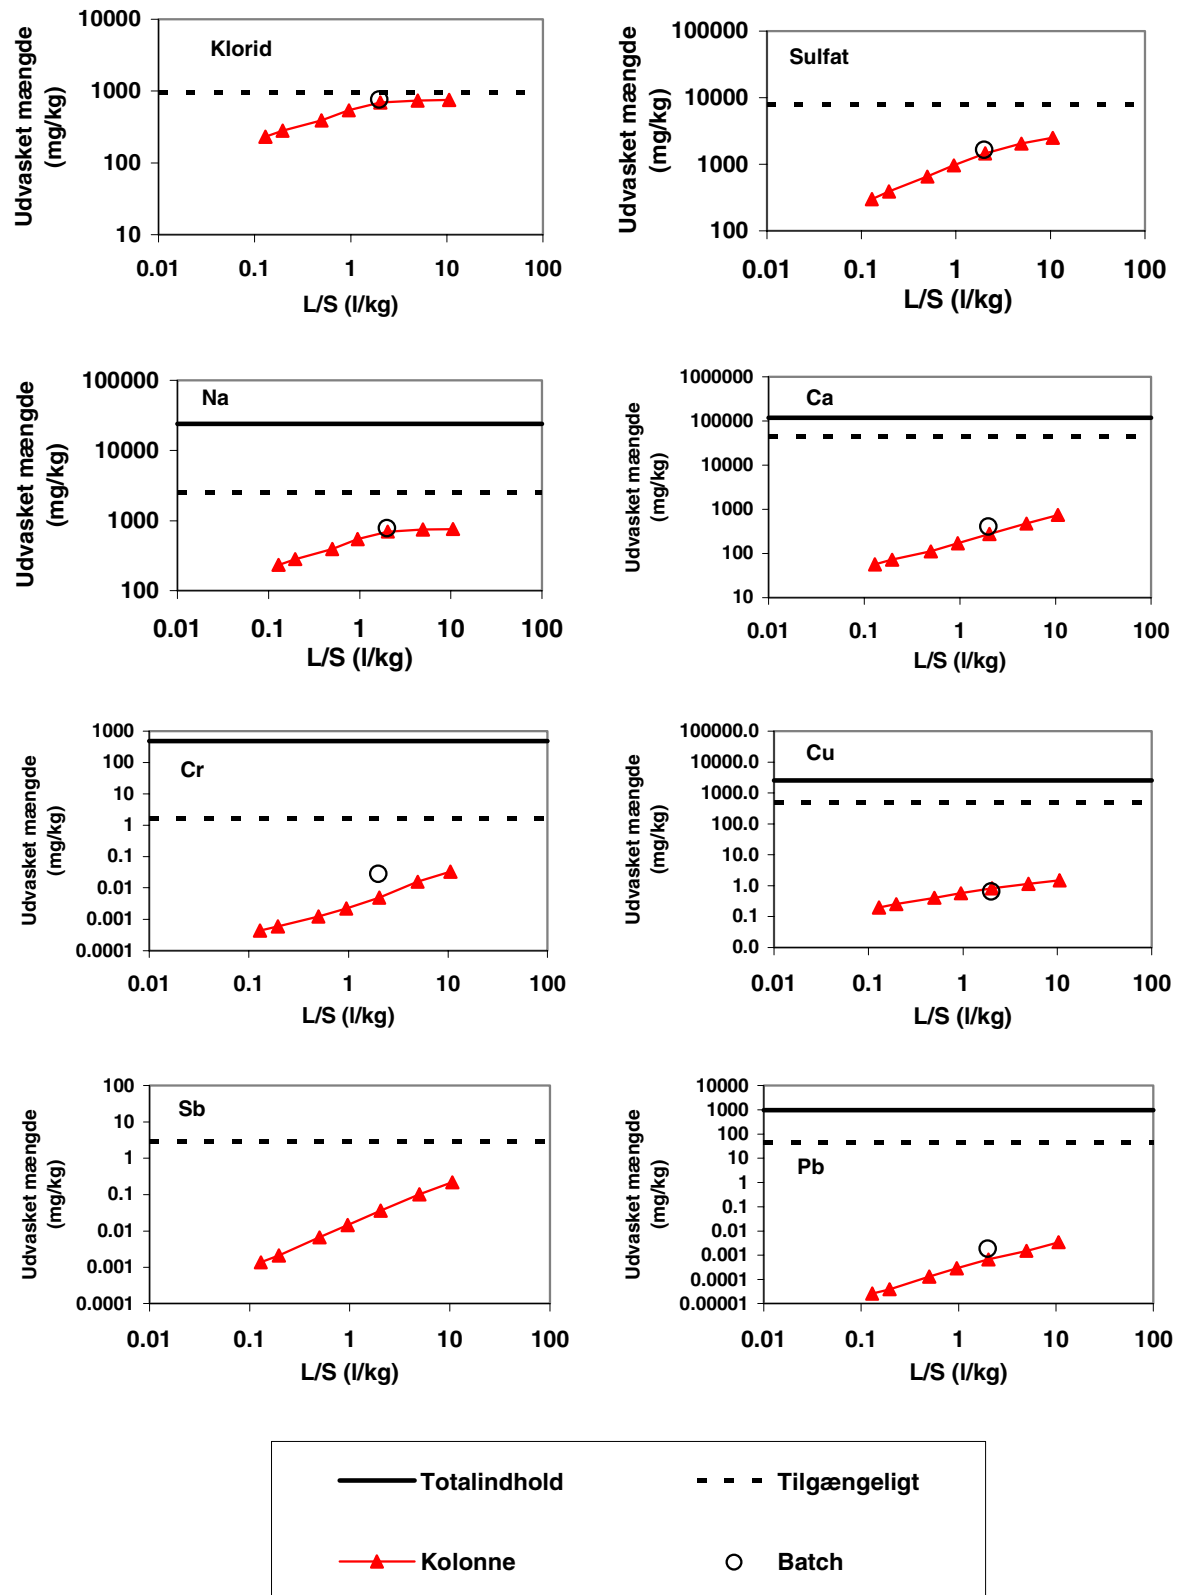 Klorid
Udvasket mængde
(mg/kg)
10000
1000
100
10
0.01 0.1 1 10 100
L/S (l/kg)
Sulfat
Udvasket mængde
(mg/kg)
100000
10000
1000
100
0.01 0.1 1 10 100
L/S (l/kg)
Na
Udvasket mængde
(mg/kg)
100000
10000
1000
100
0.01 0.1 1 10 100
L/S (l/kg)
Ca
Udvasket mængde
(mg/kg)
1000000
100000
10000
1000
100
10
0.01 0.1 1 10 100
L/S (l/kg)
Cr
Udvasket mængde
(mg/kg)
1000
100
10
1
0.1
0.01
0.001
0.0001
0.01 0.1 1 10 100
L/S (l/kg)
Cu
Udvasket mængde
(mg/kg)
100000.0
10000.0
1000.0
100.0
10.0
1.0
0.1
0.0
0.01 0.1 1 10 100
L/S (l/kg)
Sb
Udvasket mængde
(mg/kg)
100
10
1
0.1
0.01
0.001
0.0001
0.01 0.1 1 10 100
L/S (l/kg)
Pb
Udvasket mængde
(mg/kg)
10000
1000
100
10
1
0.1
0.01
0.001
0.0001
0.00001
0.01 0.1 1 10 100
L/S (l/kg)
Totalindhold Tilgængeligt
Kolonne Batch